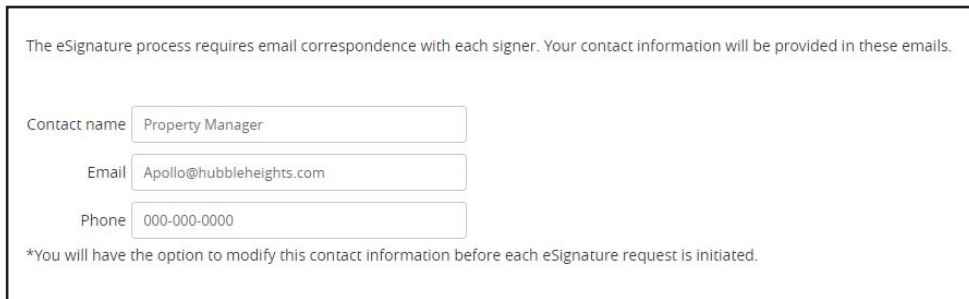 The eSignature process requires email correspondence with each signer. Your contact information will be provided in these emails.
Contact name Property Manager
Email Apollo@hubbleheights.com
Phone 000-000-0000
*You will have the option to modify this contact information before each eSignature request is initiated.